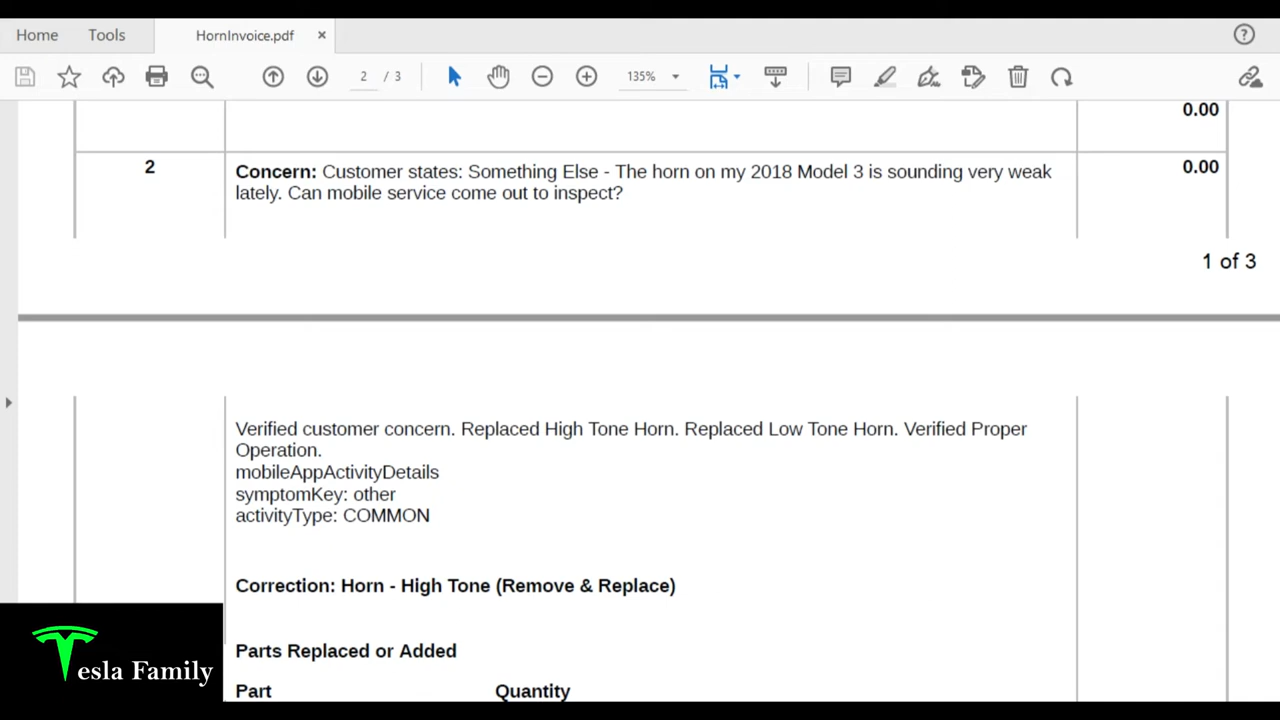 Home Tools HornInvoice.pdf ×
2 / 3 135%
0.00
2 Concern: Customer states: Something Else - The horn on my 2018 Model 3 is sounding very weak 0.00
lately. Can mobile service come out to inspect?
1 of 3
Verified customer concern. Replaced High Tone Horn. Replaced Low Tone Horn. Verified Proper
Operation.
mobileAppActivityDetails
symptomKey: other
activityType: COMMON
Correction: Horn - High Tone (Remove & Replace)
Parts Replaced or Added
Tesla Family
Part Quantity